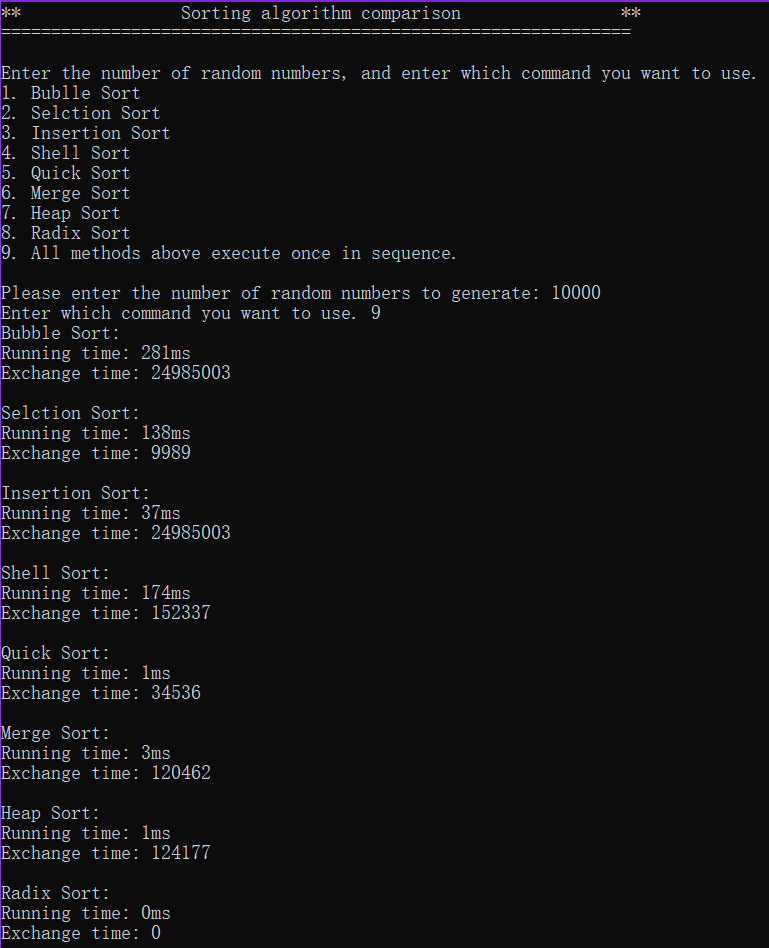 ** Sorting algorithm comparison **
===============================================================
Enter the number of random numbers, and enter which command you want to use.
1. Bublle Sort
2. Selction Sort
3. Insertion Sort
4. Shell Sort
5. Quick Sort
6. Merge Sort
7. Heap Sort
8. Radix Sort
9. All methods above execute once in sequence.
Please enter the number of random numbers to generate: 10000
Enter which command you want to use. 9
Bubble Sort:
Running time: 281ms
Exchange time: 24985003
Selction Sort:
Running time: 138ms
Exchange time: 9989
Insertion Sort:
Running time: 37ms
Exchange time: 24985003
Shell Sort:
Running time: 174ms
Exchange time: 152337
Quick Sort:
Running time: 1ms
Exchange time: 34536
Merge Sort:
Running time: 3ms
Exchange time: 120462
Heap Sort:
Running time: 1ms
Exchange time: 124177
Radix Sort:
Running time: 0ms
Exchange time: 0